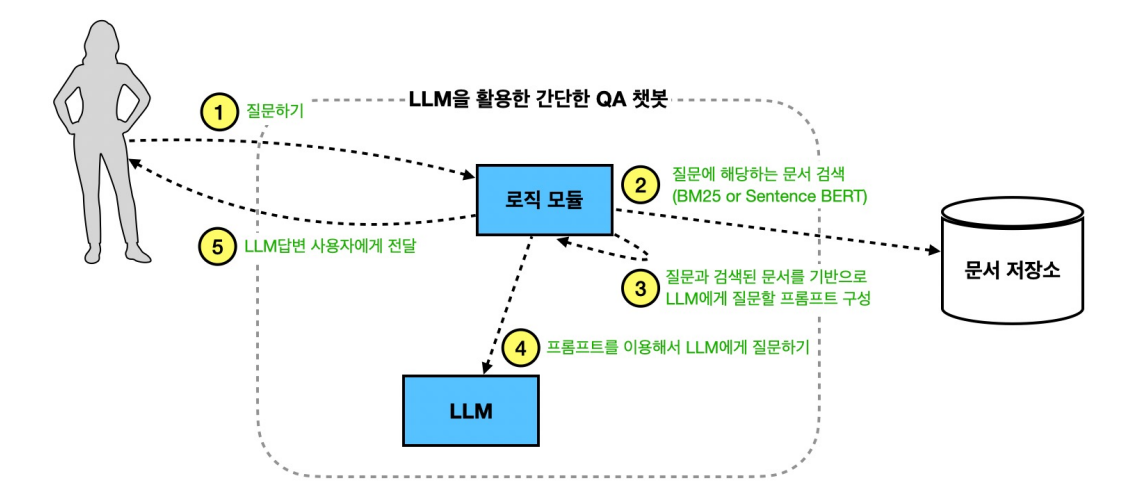 LLM을 활용한 간단한 QA 챗봇
1
질문하기
로직 모듈
2
질문에 해당하는 문서 검색
(BM25 or Sentence BERT)
문서 저장소
5
LLM답변 사용자에게 전달
3
질문과 검색된 문서를 기반으로
LLM에게 질문할 프롬프트 구성
4
프롬프트를 이용해서 LLM에게 질문하기
LLM